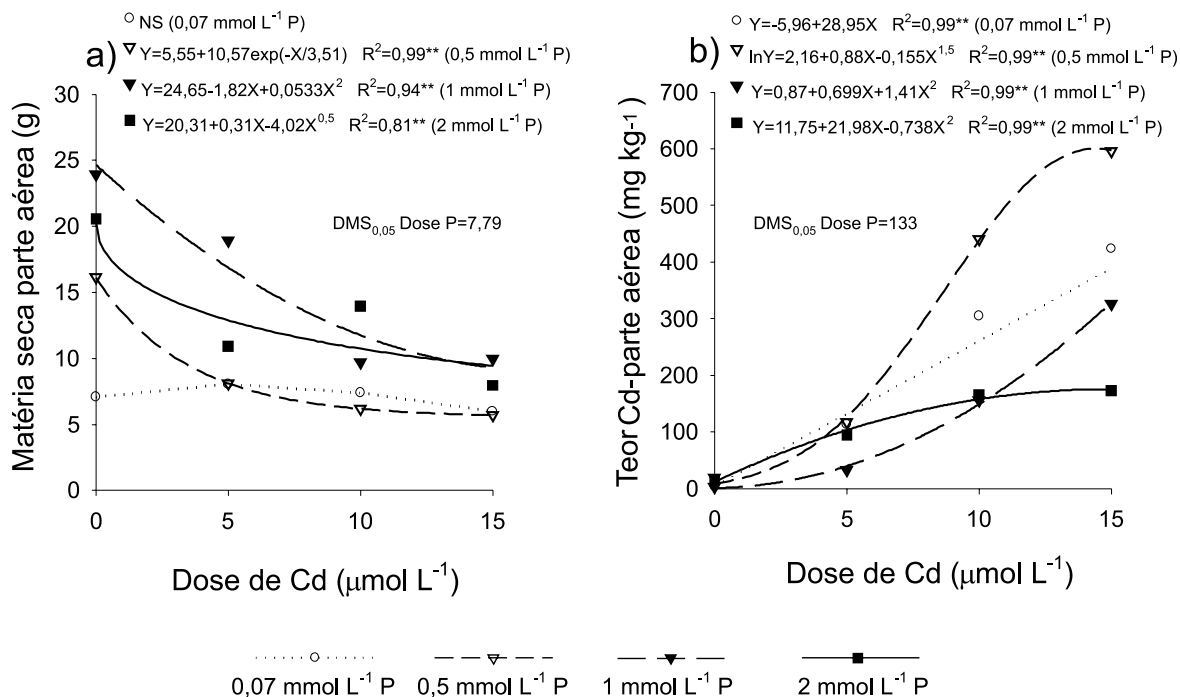 NS (0,07 mmol L⁻¹ P)
Y=5,55+10,57exp(-X/3,51) R²=0,99** (0,5 mmol L⁻¹ P)
a)
Y=24,65-1,82X+0,0533X² R²=0,94** (1 mmol L⁻¹ P)
Y=20,31+0,31X-4,02X⁰,⁵ R²=0,81** (2 mmol L⁻¹ P)
Matéria seca parte aérea (g)
30
25
20
15
10
5
0
DMS₀,₀₅ Dose P=7,79
0 5 10 15
Dose de Cd (μmol L⁻¹)
Y=-5,96+28,95X R²=0,99** (0,07 mmol L⁻¹ P)
b)
lnY=2,16+0,88X-0,155X¹,⁵ R²=0,99** (0,5 mmol L⁻¹ P)
Y=0,87+0,699X+1,41X² R²=0,99** (1 mmol L⁻¹ P)
Y=11,75+21,98X-0,738X² R²=0,99** (2 mmol L⁻¹ P)
Teor Cd-parte aérea (mg kg⁻¹)
700
600
500
400
300
200
100
0
DMS₀,₀₅ Dose P=133
0 5 10 15
Dose de Cd (μmol L⁻¹)
0,07 mmol L⁻¹ P 0,5 mmol L⁻¹ P 1 mmol L⁻¹ P 2 mmol L⁻¹ P